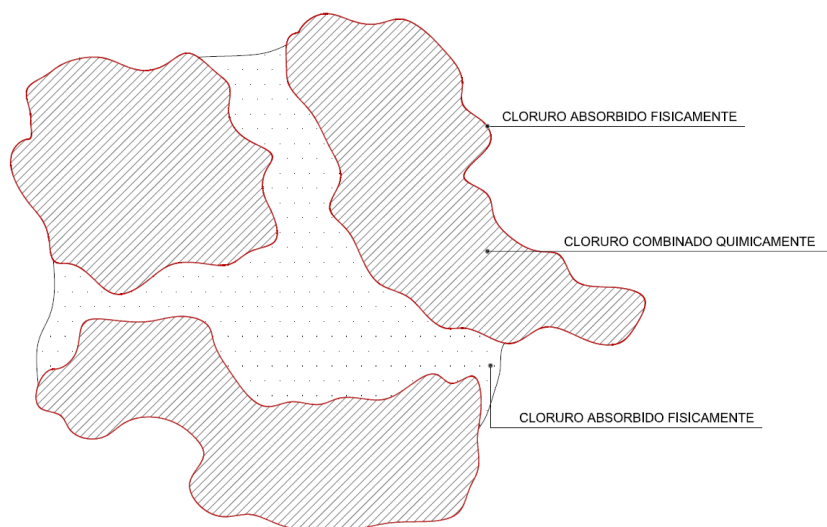 CLORURO ABSORBIDO FISICAMENTE
CLORURO COMBINADO QUIMICAMENTE
CLORURO ABSORBIDO FISICAMENTE